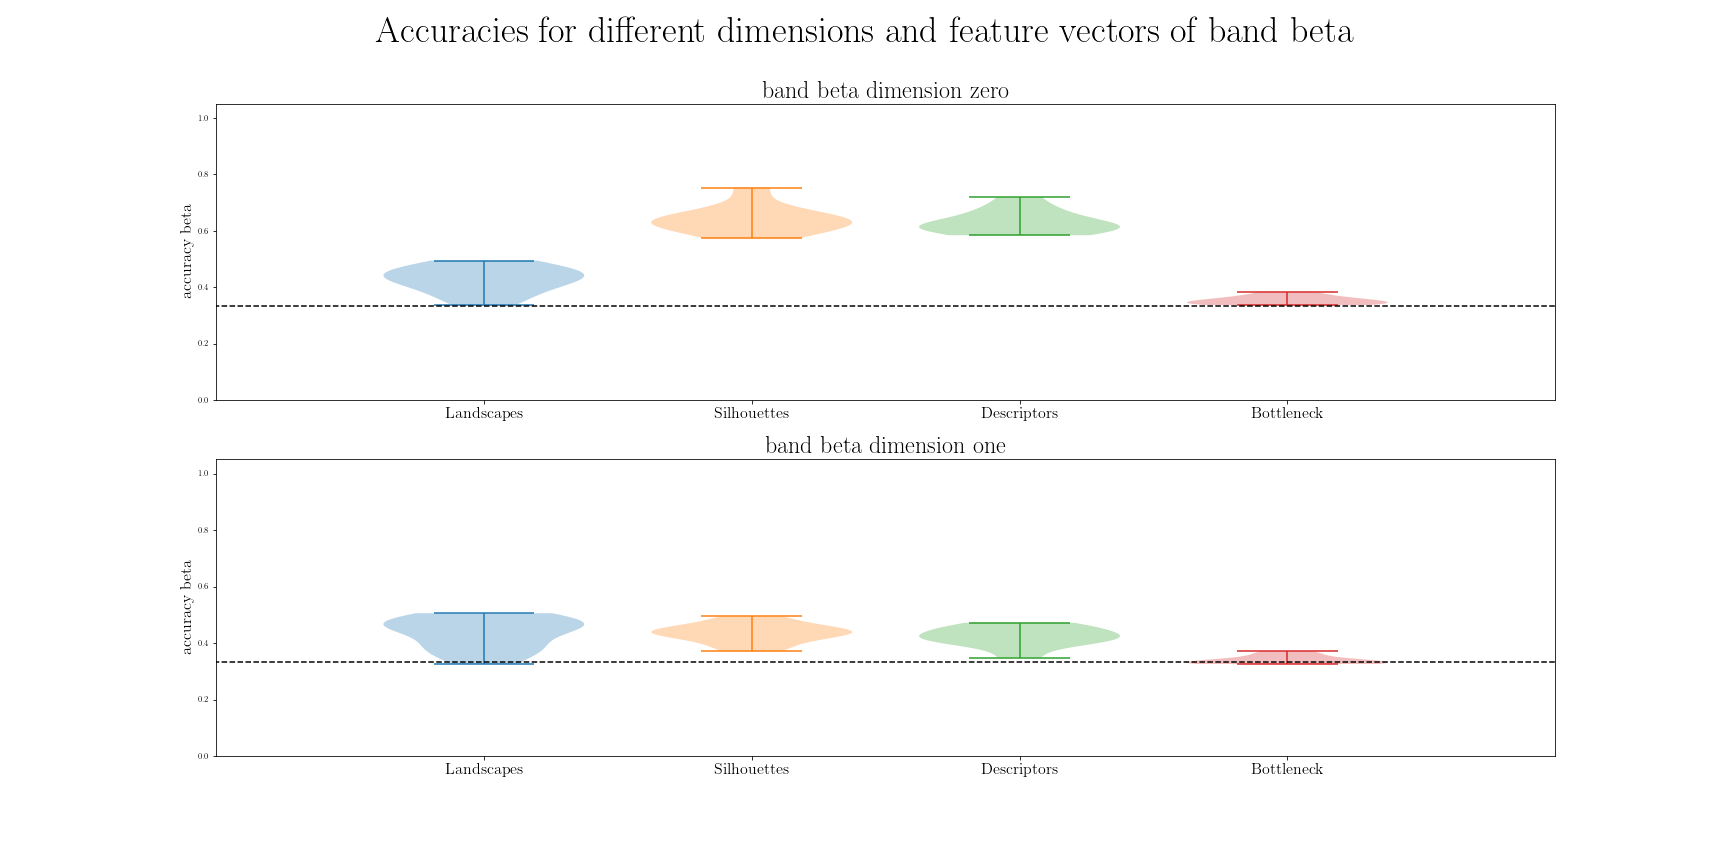 Accuracies for different dimensions and feature vectors of band beta
band beta dimension zero
1.0
0.8
0.6
0.4
0.2
0.0
accuracy beta
Landscapes Silhouettes Descriptors Bottleneck
band beta dimension one
1.0
0.8
0.6
0.4
0.2
0.0
accuracy beta
Landscapes Silhouettes Descriptors Bottleneck